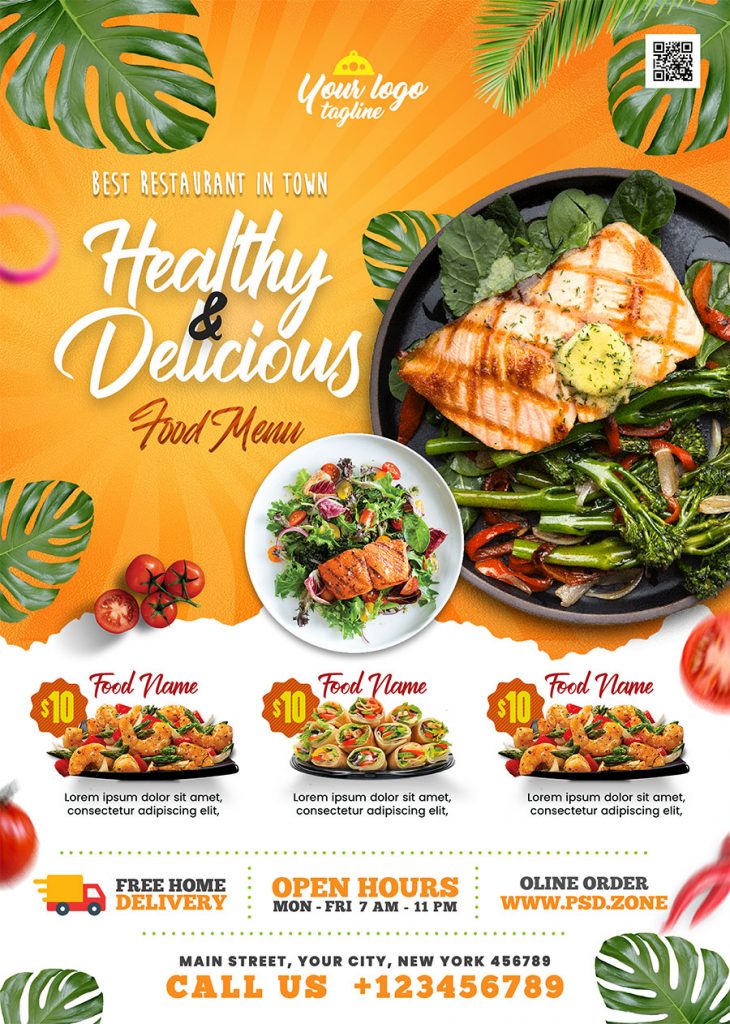 Your logo
tagline
BEST RESTAURANT IN TOWN
Healthy
&
Delicious
Food Menu
$10
Food Name
Lorem ipsum dolor sit amet,
consectetur adipiscing elit,
$10
Food Name
Lorem ipsum dolor sit amet,
consectetur adipiscing elit,
$10
Food Name
Lorem ipsum dolor sit amet,
consectetur adipiscing elit,
FREE HOME
DELIVERY
OPEN HOURS
MON - FRI 7 AM - 11 PM
OLINE ORDER
WWW.PSD.ZONE
MAIN STREET, YOUR CITY, NEW YORK 456789
CALL US +123456789